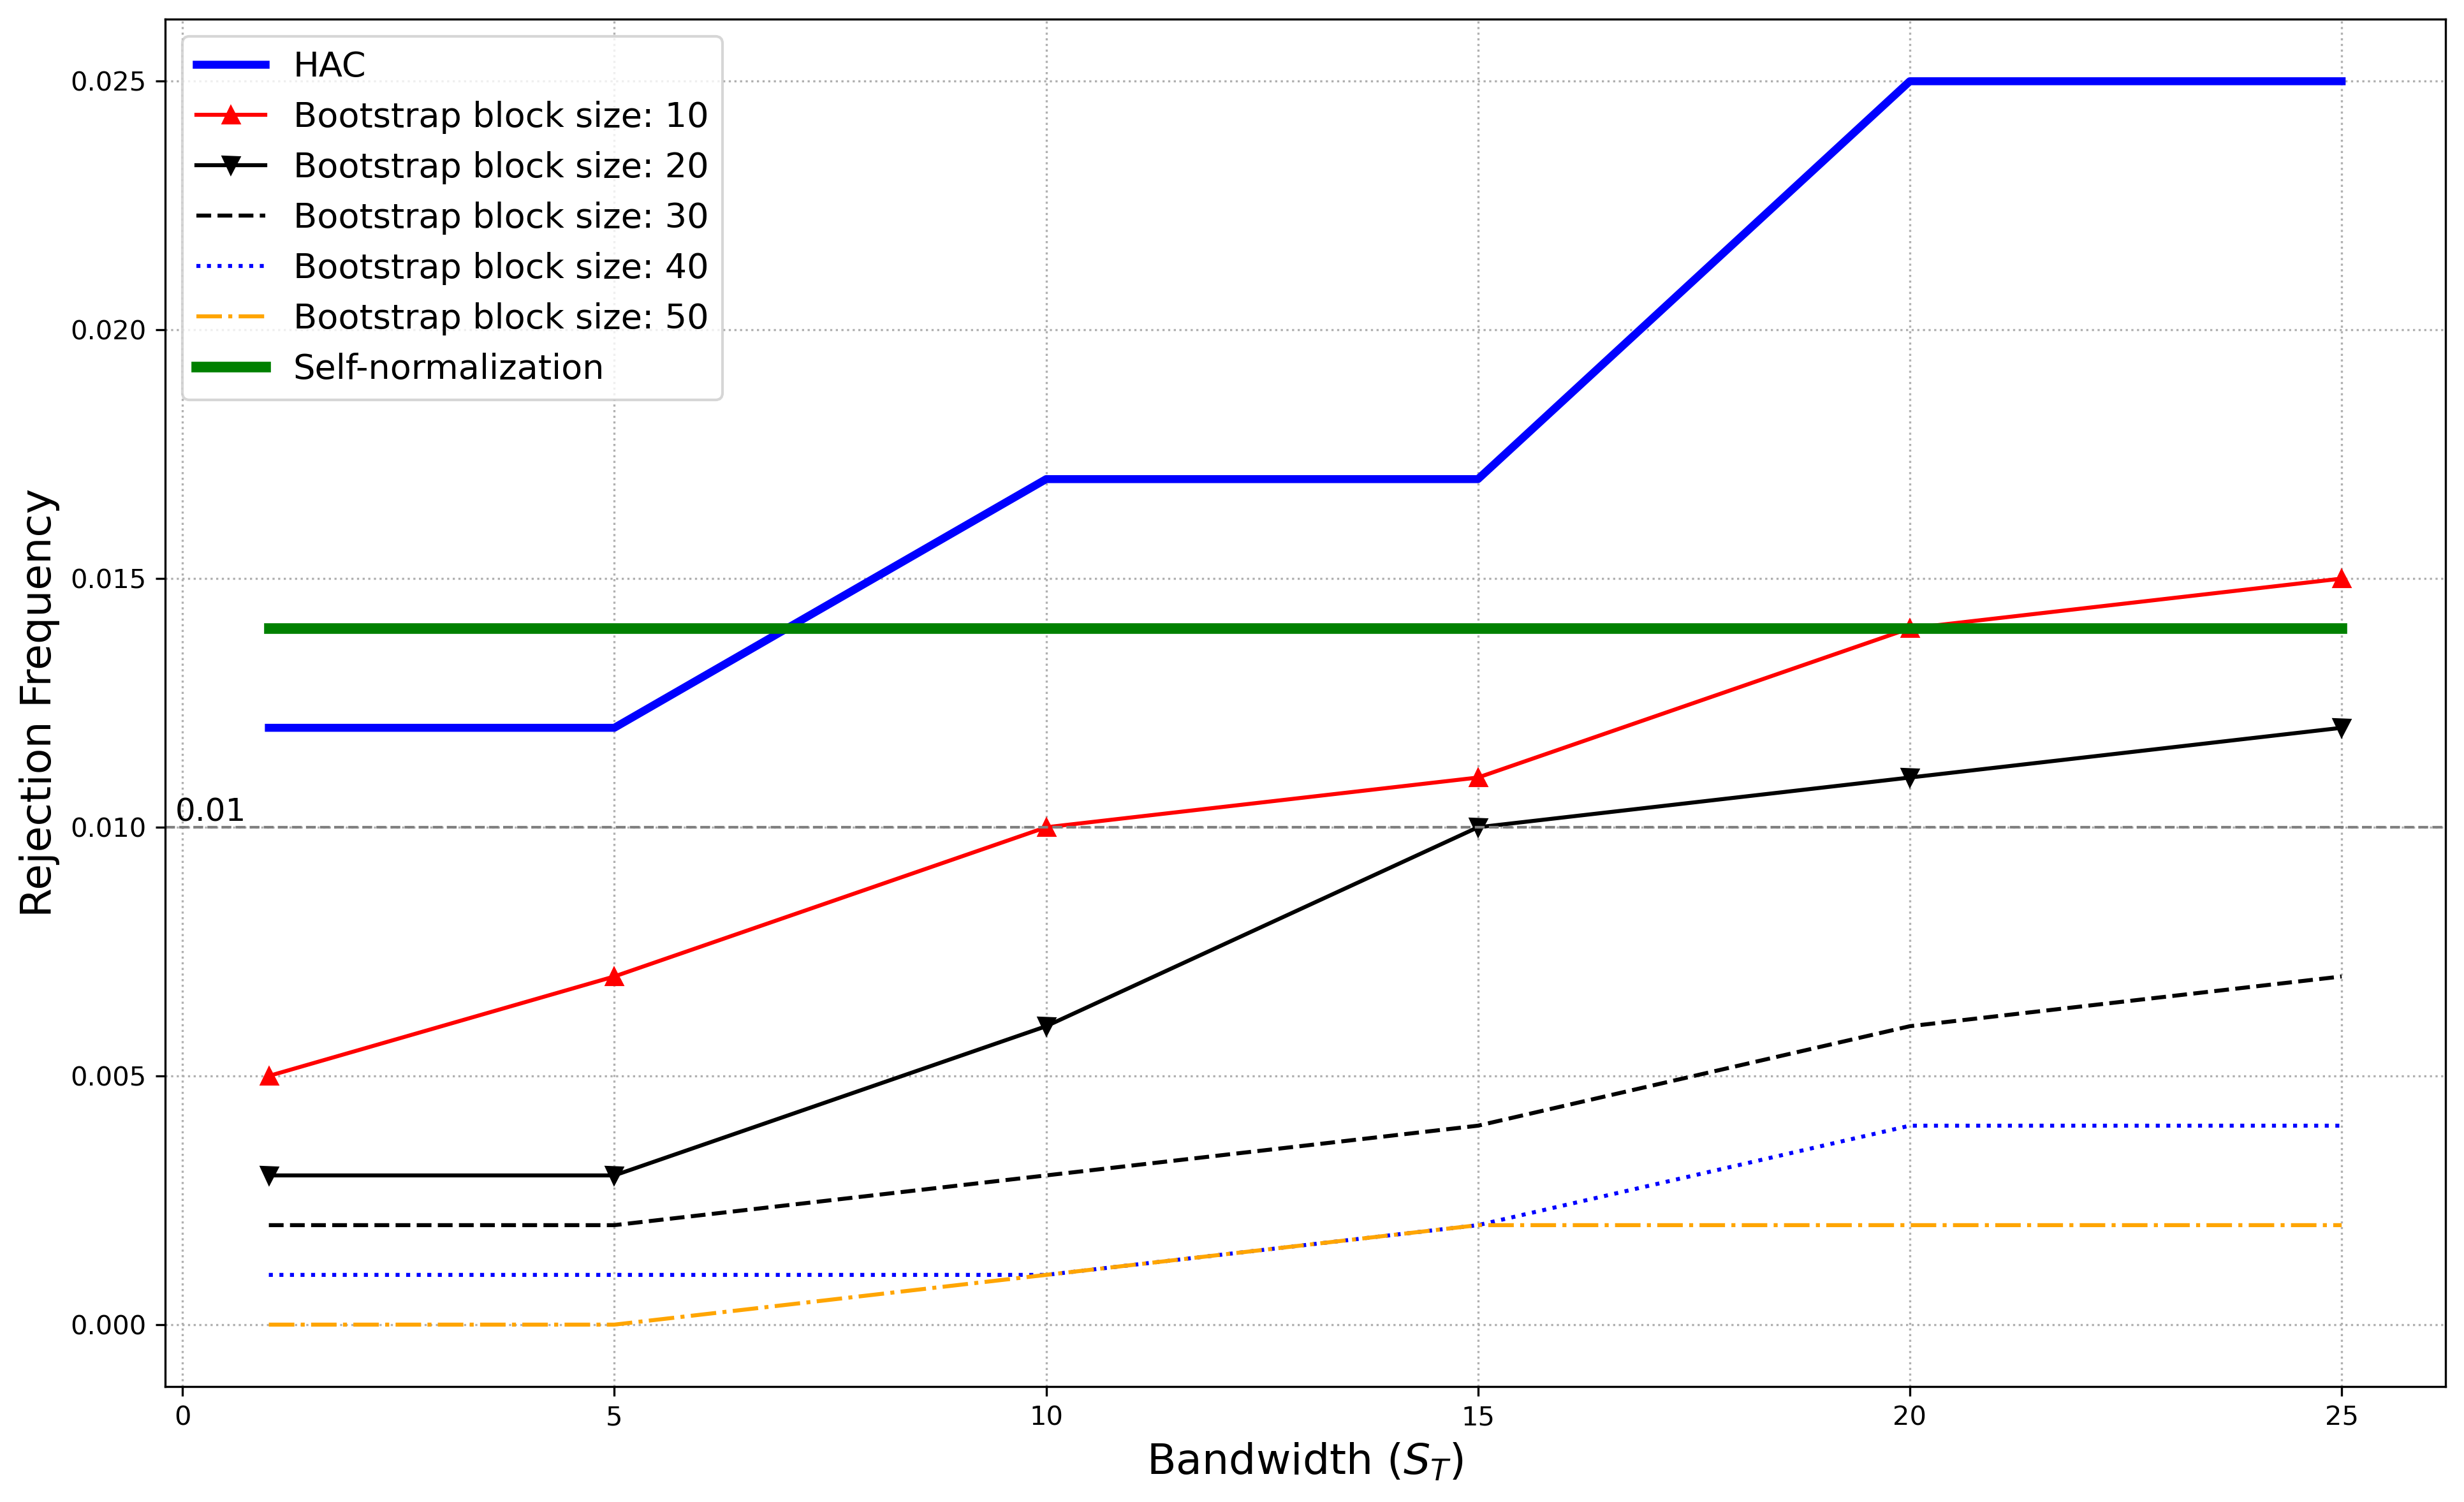 HAC
Bootstrap block size: 10
Bootstrap block size: 20
Bootstrap block size: 30
Bootstrap block size: 40
Bootstrap block size: 50
Self-normalization
Rejection Frequency
0.025
0.020
0.015
0.010
0.005
0.000
0.01
0 5 10 15 20 25
Bandwidth (S_T)